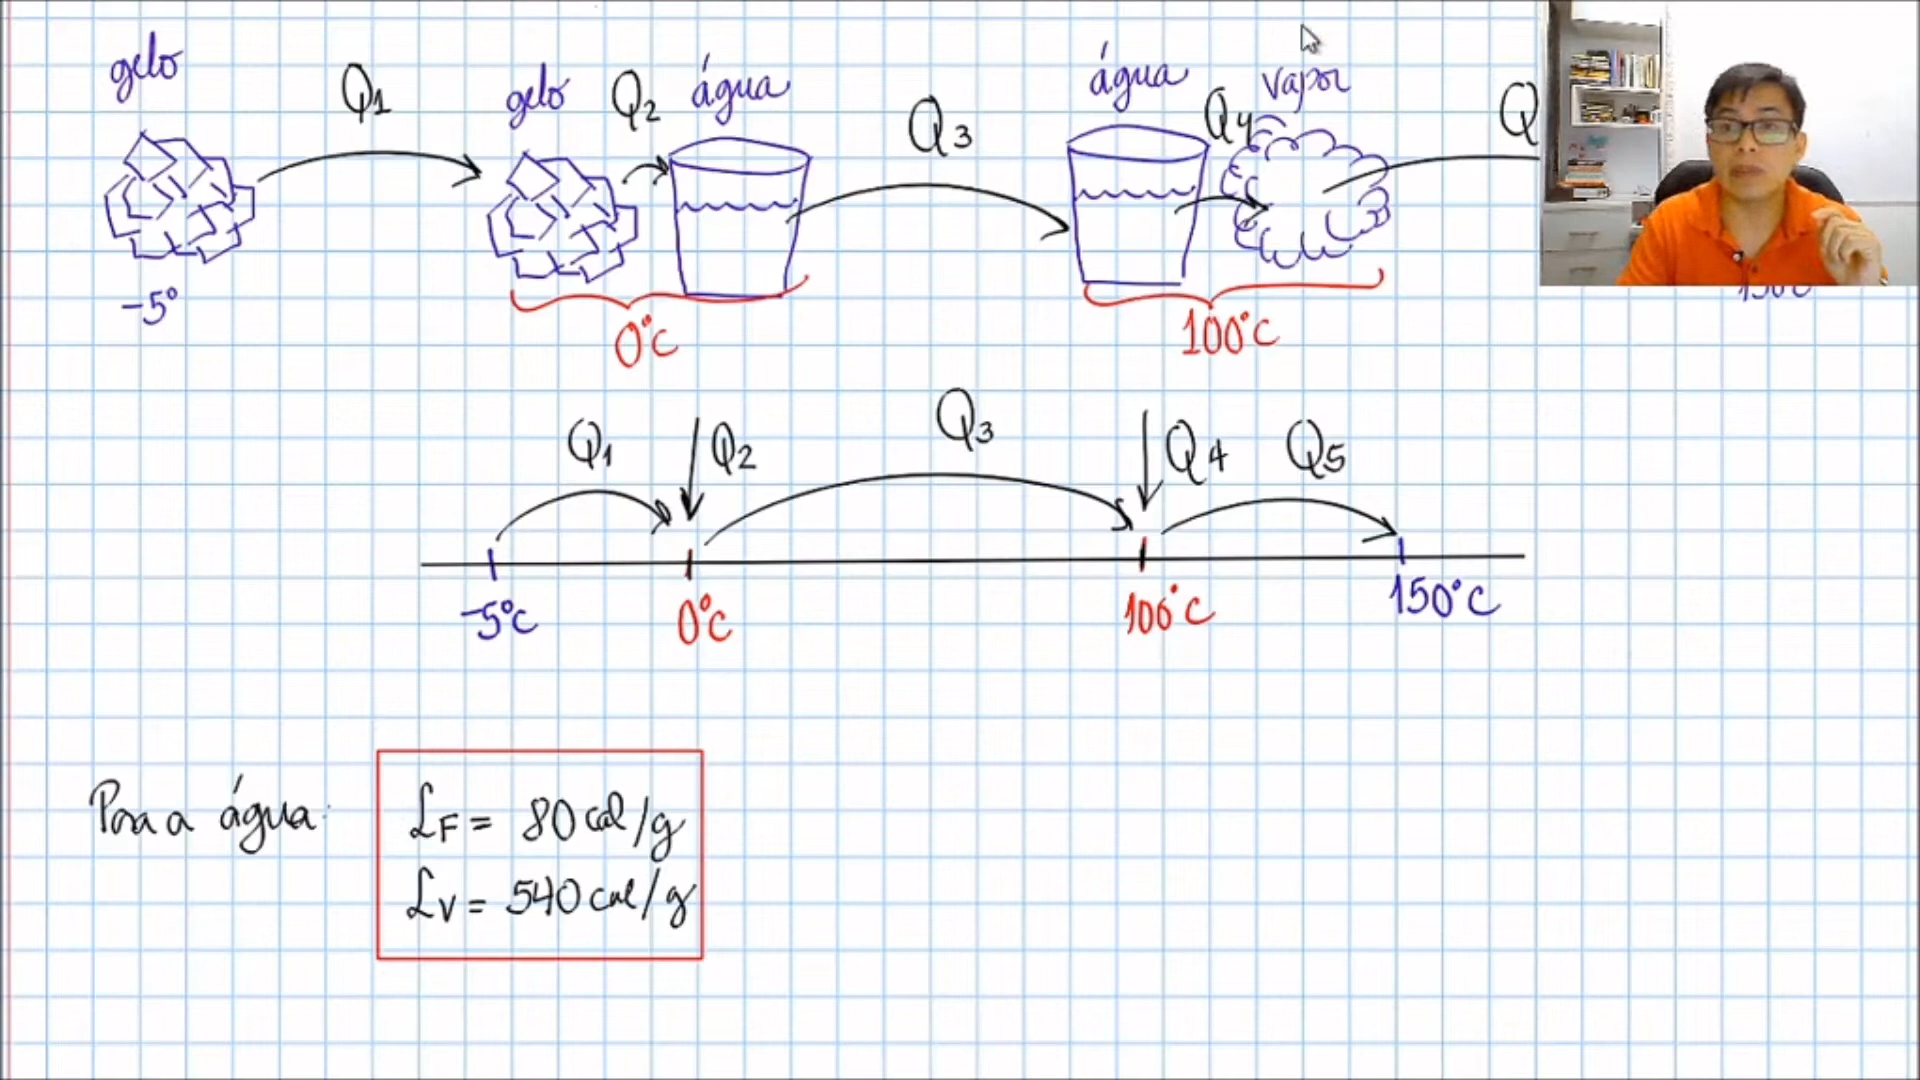 gelo Q₁ gelo Q₂ água Q₃ água Q₄ vapor Q
-5° 0°C 100°C 150°C
Q₁ Q₂ Q₃ Q₄ Q₅
-5°C 0°C 100°C 150°C
Para a água:
LF = 80 cal/g
LV = 540 cal/g